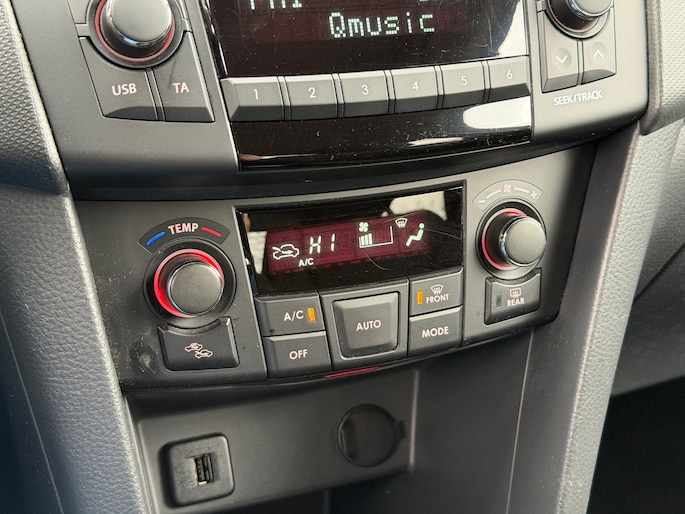 Qmusic
USB
TA
1
2
3
4
5
6
SEEK/TRACK
TEMP
HI
A/C
A/C
OFF
AUTO
FRONT
MODE
REAR